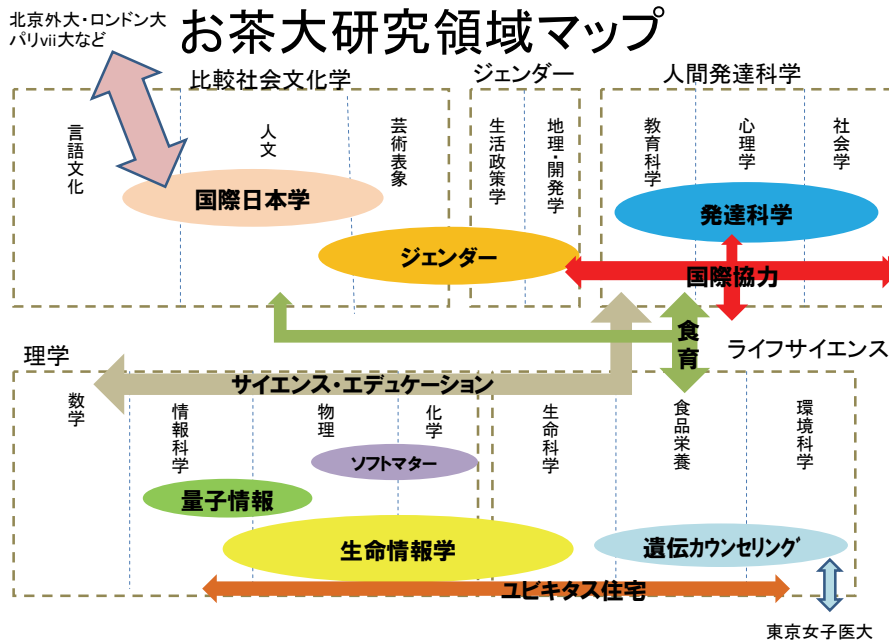 北京外大・ロンドン大
パリvii大など
お茶大研究領域マップ
比較社会文化学
ジェンダー
人間発達科学
言語文化
人文
芸術表象
生活政策学
地理・開発学
教育科学
心理学
社会学
国際日本学
発達科学
ジェンダー
国際協力
食育
理学
ライフサイエンス
サイエンス・エデュケーション
数学
情報科学
物理
化学
生命科学
食品栄養
環境科学
ソフトマター
量子情報
生命情報学
遺伝カウンセリング
ユビキタス住宅
東京女子医大